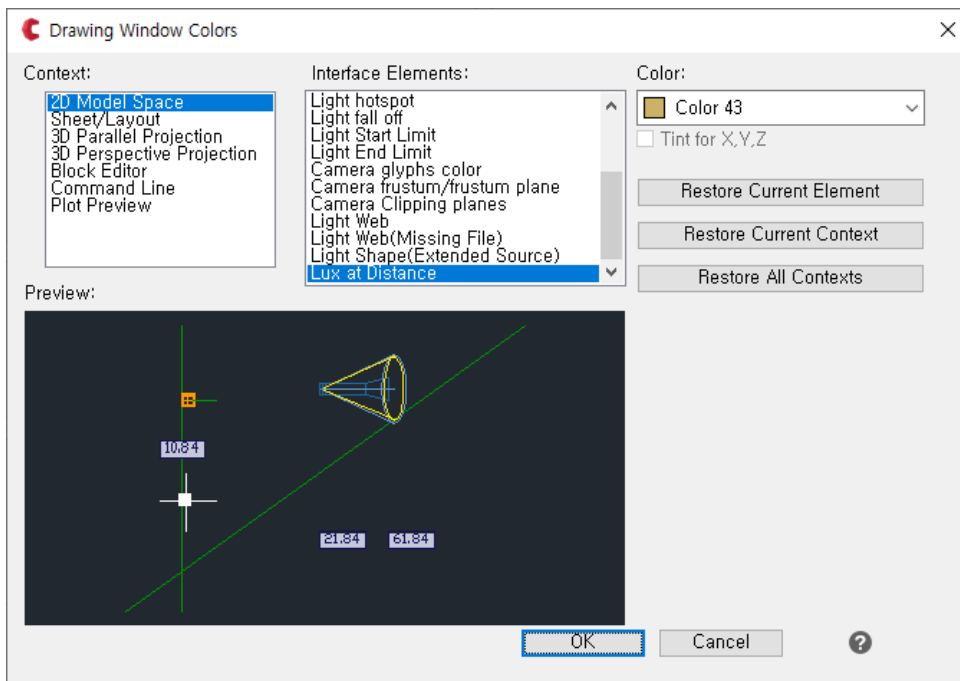 Drawing Window Colors
Context:
2D Model Space
Sheet/Layout
3D Parallel Projection
3D Perspective Projection
Block Editor
Command Line
Plot Preview
Interface Elements:
Light hotspot
Light fall off
Light Start Limit
Light End Limit
Camera glyphs color
Camera frustum/frustum plane
Camera Clipping planes
Light Web
Light Web(Missing File)
Light Shape(Extended Source)
Lux at Distance
Color:
Color 43
Tint for X,Y,Z
Restore Current Element
Restore Current Context
Restore All Contexts
Preview:
10.84
21.84 61.84
OK
Cancel
?